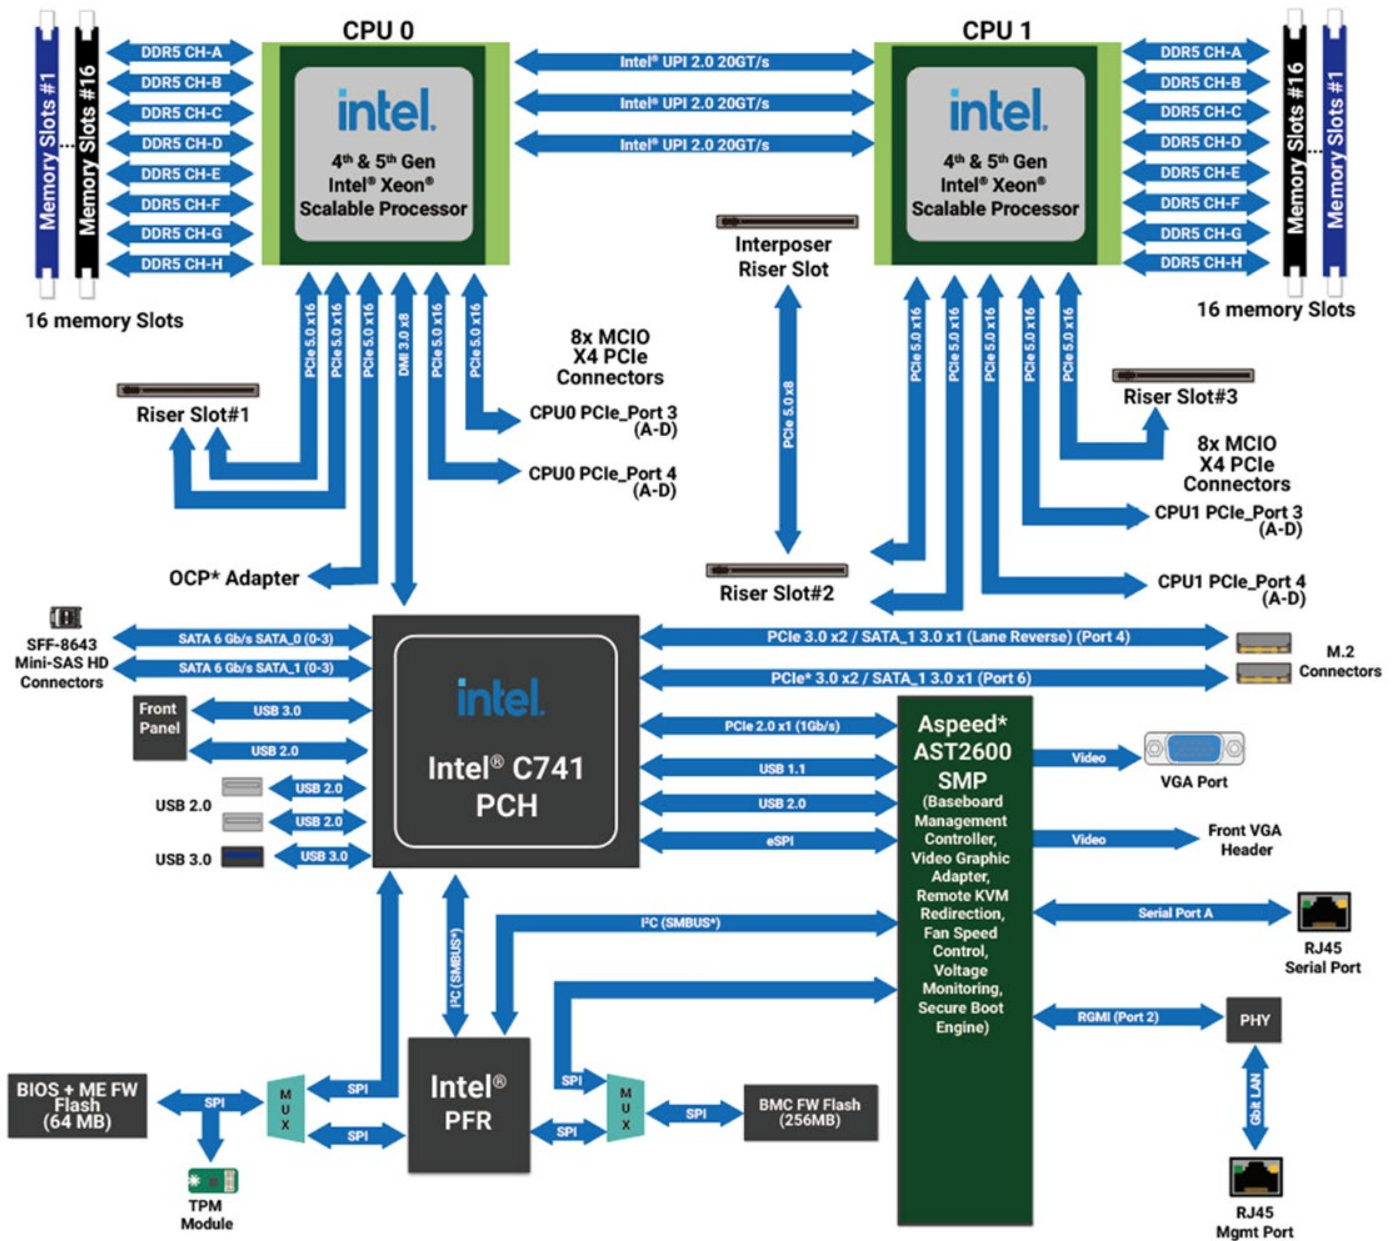 CPU 0
CPU 1
Memory Slots #1
Memory Slots #16
DDR5 CH-A
DDR5 CH-B
DDR5 CH-C
DDR5 CH-D
DDR5 CH-E
DDR5 CH-F
DDR5 CH-G
DDR5 CH-H
16 memory Slots
intel.
4th & 5th Gen
Intel® Xeon®
Scalable Processor
Intel® UPI 2.0 20GT/s
Intel® UPI 2.0 20GT/s
Intel® UPI 2.0 20GT/s
intel.
4th & 5th Gen
Intel® Xeon®
Scalable Processor
DDR5 CH-A
DDR5 CH-B
DDR5 CH-C
DDR5 CH-D
DDR5 CH-E
DDR5 CH-F
DDR5 CH-G
DDR5 CH-H
Memory Slots #16
Memory Slots #1
16 memory Slots
Interposer
Riser Slot
PCIe 5.0 x16
PCIe 5.0 x16
PCIe 5.0 x16
DMI 3.0 x8
PCIe 5.0 x16
PCIe 5.0 x16
8x MCIO
X4 PCIe
Connectors
CPU0 PCIe_Port 3
(A-D)
CPU0 PCIe_Port 4
(A-D)
Riser Slot#1
OCP* Adapter
PCIe 5.0 x8
Riser Slot#2
PCIe 5.0 x16
PCIe 5.0 x16
PCIe 5.0 x16
PCIe 5.0 x16
PCIe 5.0 x16
Riser Slot#3
8x MCIO
X4 PCIe
Connectors
CPU1 PCIe_Port 3
(A-D)
CPU1 PCIe_Port 4
(A-D)
SFF-8643
Mini-SAS HD
Connectors
SATA 6 Gb/s SATA_0 (0-3)
SATA 6 Gb/s SATA_1 (0-3)
Front
Panel
USB 3.0
USB 2.0
USB 2.0
USB 2.0
USB 2.0
USB 3.0
USB 3.0
intel.
Intel® C741
PCH
PCIe 3.0 x2 / SATA_1 3.0 x1 (Lane Reverse) (Port 4)
PCIe* 3.0 x2 / SATA_1 3.0 x1 (Port 6)
M.2
Connectors
PCIe 2.0 x1 (1Gb/s)
USB 1.1
USB 2.0
eSPI
Aspeed*
AST2600
SMP
(Baseboard
Management
Controller,
Video Graphic
Adapter,
Remote KVM
Redirection,
Fan Speed
Control,
Voltage
Monitoring,
Secure Boot
Engine)
Video
VGA Port
Video
Front VGA
Header
Serial Port A
RJ45
Serial Port
RGMI (Port 2)
PHY
Gibit LAN
RJ45
Mgmt Port
I²C (SMBUS*)
I²C (SMBUS*)
Intel®
PFR
BIOS + ME FW
Flash
(64 MB)
SPI
MUX
SPI
SPI
TPM
Module
SPI
SPI
MUX
SPI
BMC FW Flash
(256MB)